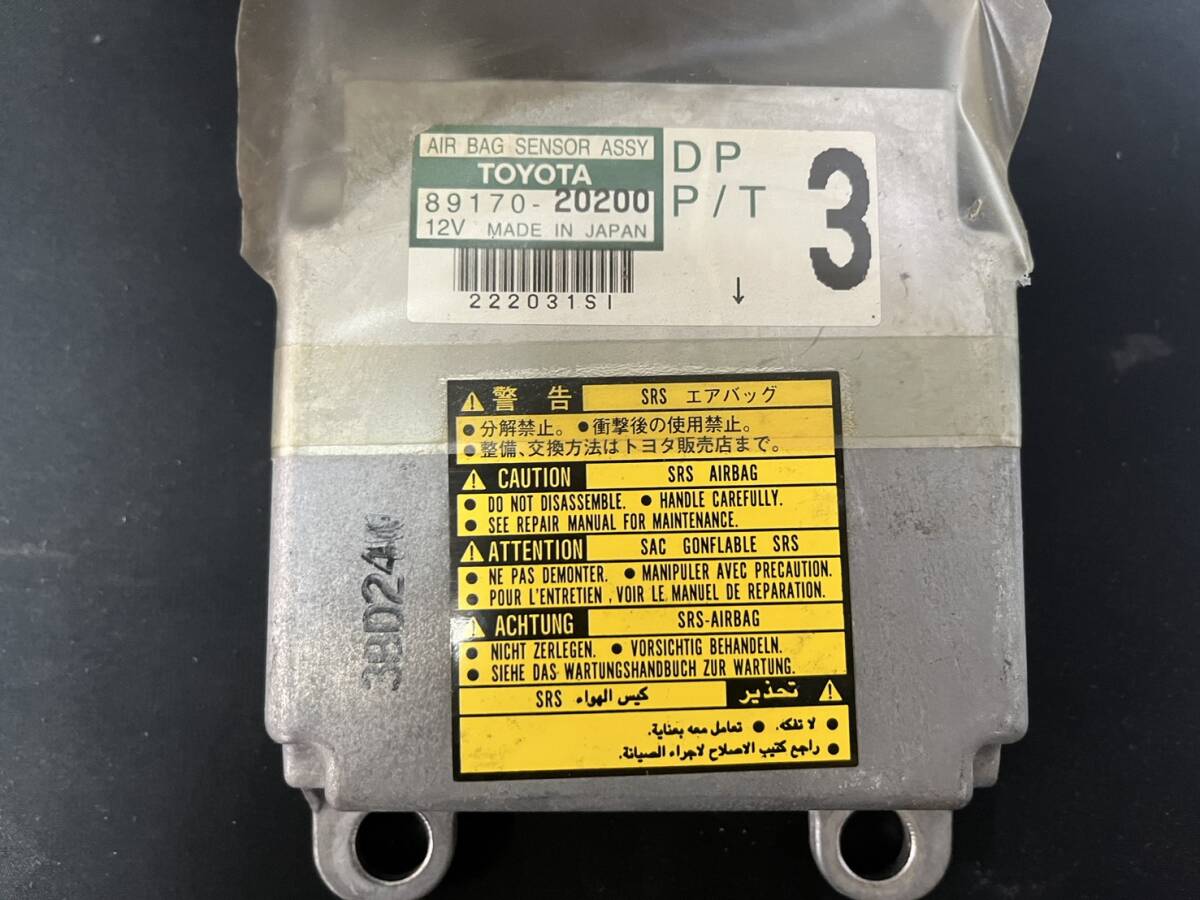 AIR BAG SENSOR ASSY
TOYOTA
89170-20200
12V MADE IN JAPAN
DP
P/T
3
↓
222031SI
⚠警告 SRS エアバッグ
●分解禁止。 ●衝撃後の使用禁止。
●整備、交換方法はトヨタ販売店まで。
⚠ CAUTION SRS AIRBAG
● DO NOT DISASSEMBLE. ● HANDLE CAREFULLY.
● SEE REPAIR MANUAL FOR MAINTENANCE.
⚠ ATTENTION SAC GONFLABLE SRS
● NE PAS DEMONTER. ● MANIPULER AVEC PRECAUTION.
● POUR L'ENTRETIEN , VOIR LE MANUEL DE REPARATION.
⚠ ACHTUNG SRS-AIRBAG
● NICHT ZERLEGEN. ● VORSICHTIG BEHANDELN.
● SIEHE DAS WARTUNGSHANDBUCH ZUR WARTUNG.
⚠ تحذير كيس الهواء SRS
● لا تفكه. ● تعامل معه بعناية.
● راجع كتيب الاصلاح لاجراء الصيانة.